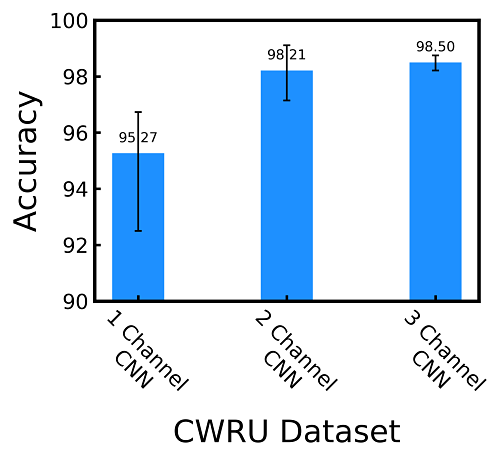 100
98
96
94
92
90
Accuracy
95.27
98.21
98.50
1 Channel
CNN
2 Channel
CNN
3 Channel
CNN
CWRU Dataset